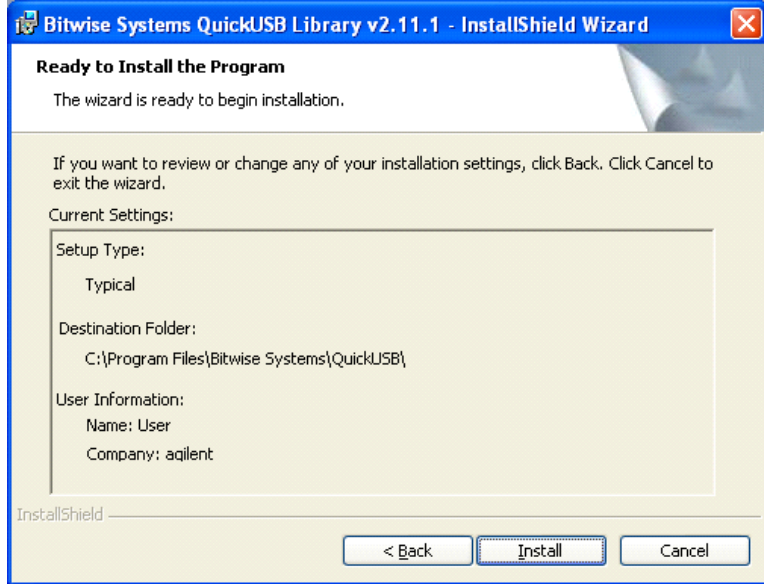 Bitwise Systems QuickUSB Library v2.11.1 - InstallShield Wizard
Ready to Install the Program
The wizard is ready to begin installation.
If you want to review or change any of your installation settings, click Back. Click Cancel to
exit the wizard.
Current Settings:
Setup Type:
Typical
Destination Folder:
C:\Program Files\Bitwise Systems\QuickUSB\
User Information:
Name: User
Company: agilent
InstallShield
< Back
Install
Cancel